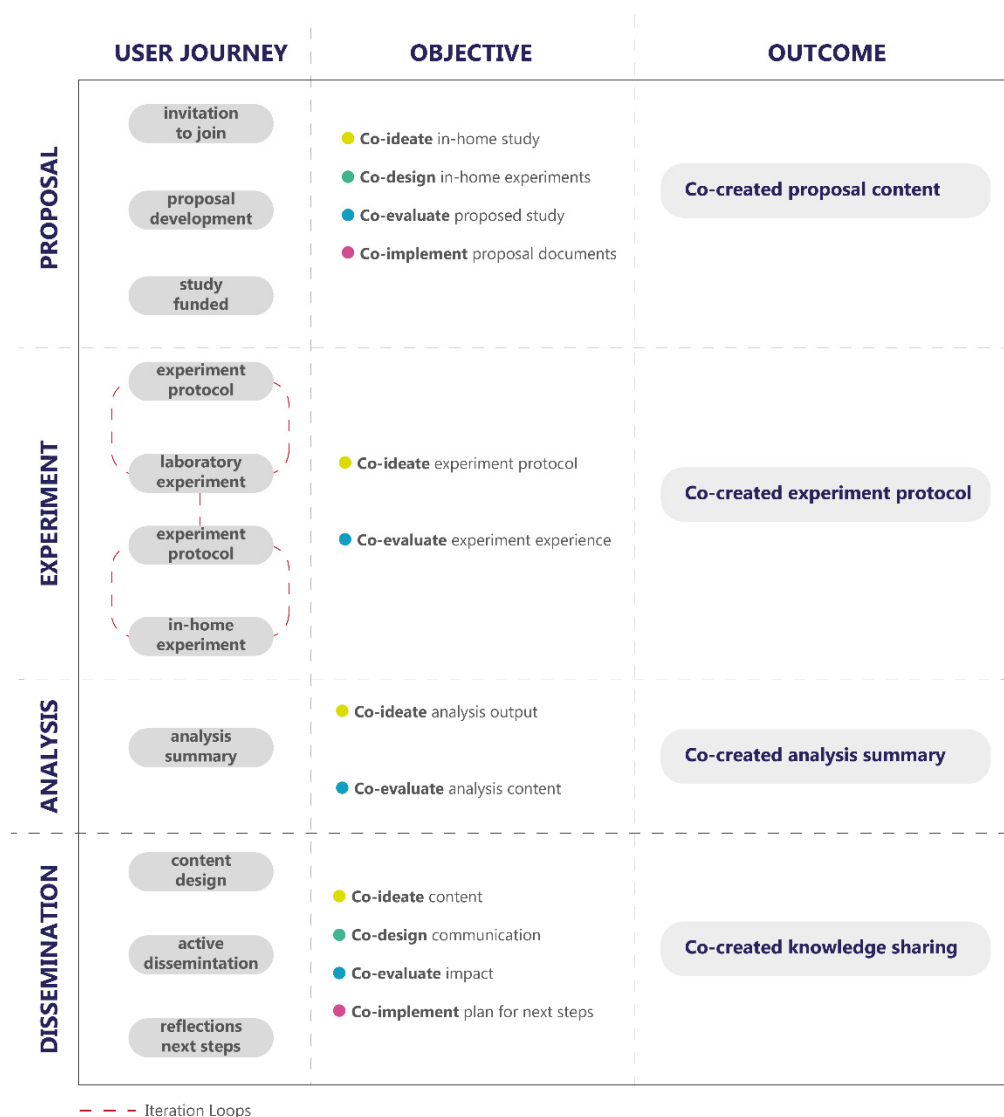 USER JOURNEY
OBJECTIVE
OUTCOME
PROPOSAL
invitation
to join
proposal
development
study
funded
Co-ideate in-home study
Co-design in-home experiments
Co-evaluate proposed study
Co-implement proposal documents
Co-created proposal content
EXPERIMENT
experiment
protocol
laboratory
experiment
experiment
protocol
in-home
experiment
Co-ideate experiment protocol
Co-evaluate experiment experience
Co-created experiment protocol
ANALYSIS
analysis
summary
Co-ideate analysis output
Co-evaluate analysis content
Co-created analysis summary
DISSEMINATION
content
design
active
dissemintation
reflections
next steps
Co-ideate content
Co-design communication
Co-evaluate impact
Co-implement plan for next steps
Co-created knowledge sharing
Iteration Loops